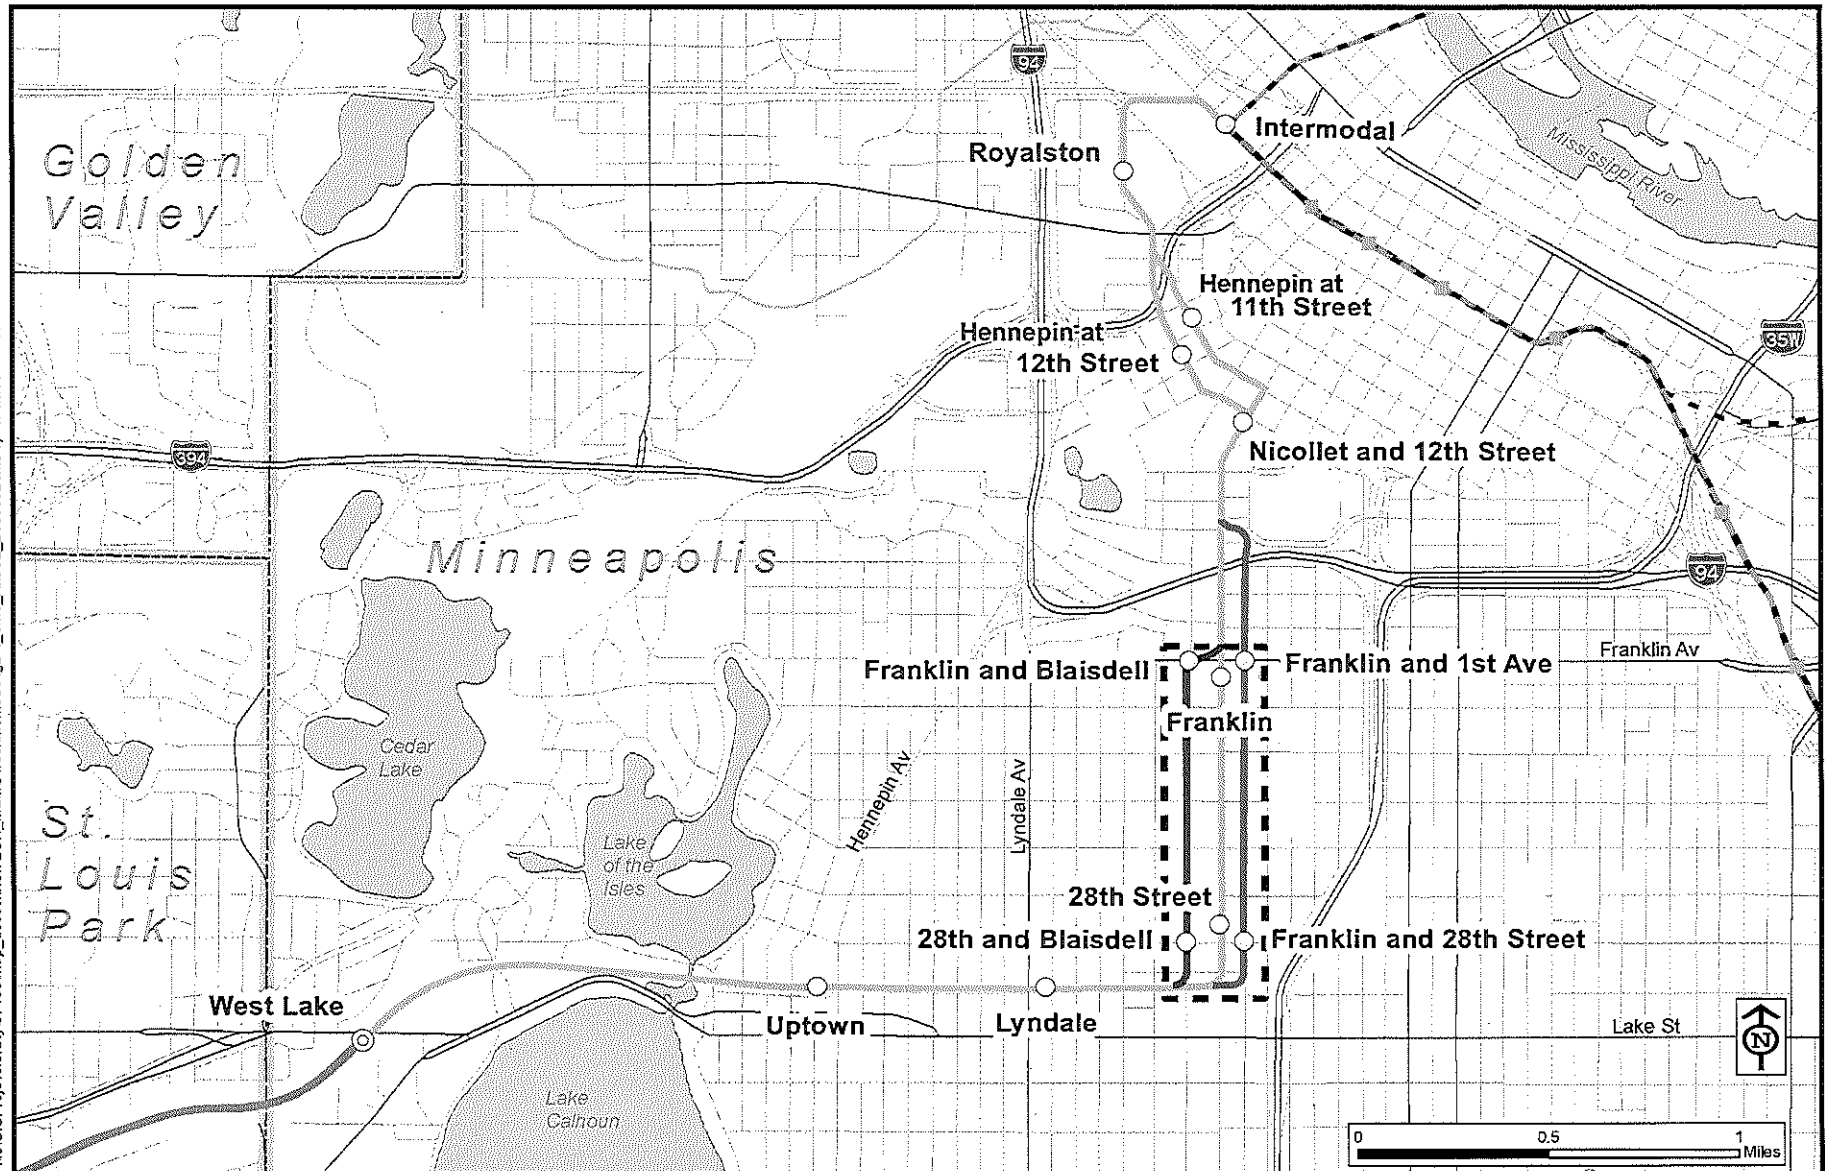 94
Golden
Valley
Royalston
Intermodal
Mississippi River
Hennepin at
11th Street
Hennepin at
12th Street
35W
394
Nicollet and 12th Street
Minneapolis
94
Franklin Av
Franklin and Blaisdell
Franklin and 1st Ave
Franklin
Cedar
Lake
Hennepin Av
Lyndale Av
St.
Louis
Park
Lake
of the
Isles
28th Street
28th and Blaisdell
Franklin and 28th Street
West Lake
Uptown
Lyndale
Lake St
N
Lake
Calhoun
0
0.5
1
Miles